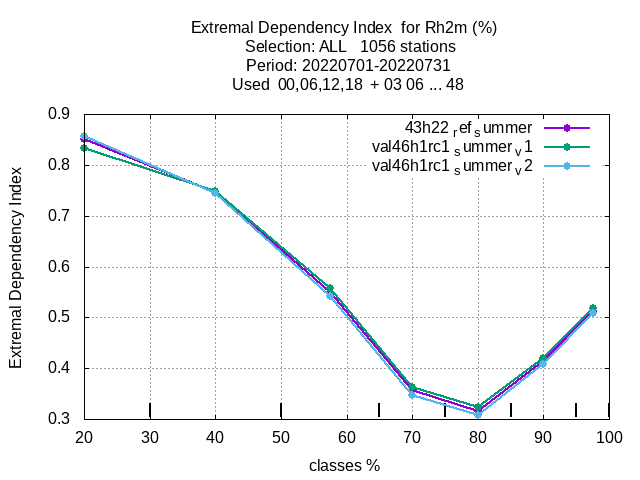 Extremal Dependency Index  for Rh2m (%)
Selection: ALL   1056 stations
Period: 20220701-20220731
Used  00,06,12,18  + 03 06 ... 48
Extremal Dependency Index
0.9
0.8
0.7
0.6
0.5
0.4
0.3
43h22 ref summer
val46h1rc1 summer v1
val46h1rc1 summer v2
20 30 40 50 60 70 80 90 100
classes %